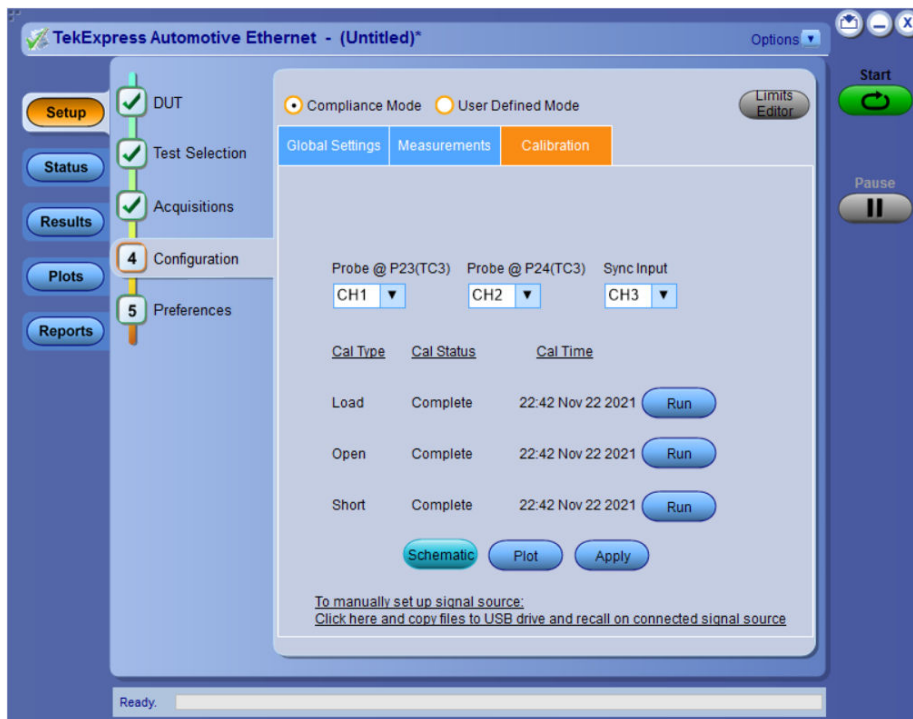 TekExpress Automotive Ethernet - (Untitled)*
Options
Start
Pause
Setup
Status
Results
Plots
Reports
DUT
Test Selection
Acquisitions
4 Configuration
5 Preferences
Compliance Mode User Defined Mode
Limits
Editor
Global Settings Measurements Calibration
Probe @ P23(TC3) Probe @ P24(TC3) Sync Input
CH1 CH2 CH3
Cal Type Cal Status Cal Time
Load Complete 22:42 Nov 22 2021 Run
Open Complete 22:42 Nov 22 2021 Run
Short Complete 22:42 Nov 22 2021 Run
Schematic Plot Apply
To manually set up signal source:
Click here and copy files to USB drive and recall on connected signal source
Ready.